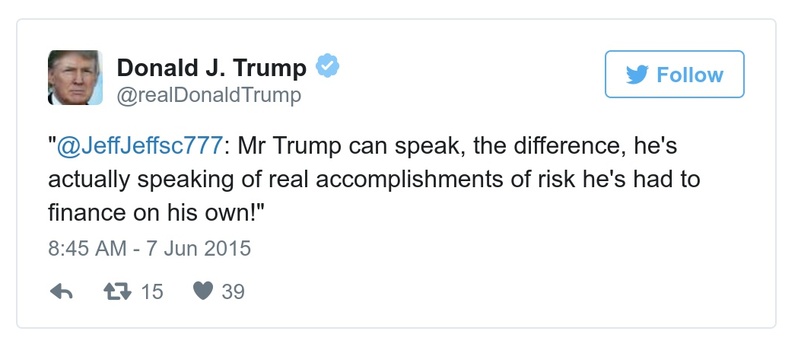 Donald J. Trump
@realDonaldTrump
Follow
"@JeffJeffsc777: Mr Trump can speak, the difference, he's
actually speaking of real accomplishments of risk he's had to
finance on his own!"
8:45 AM - 7 Jun 2015
15 39